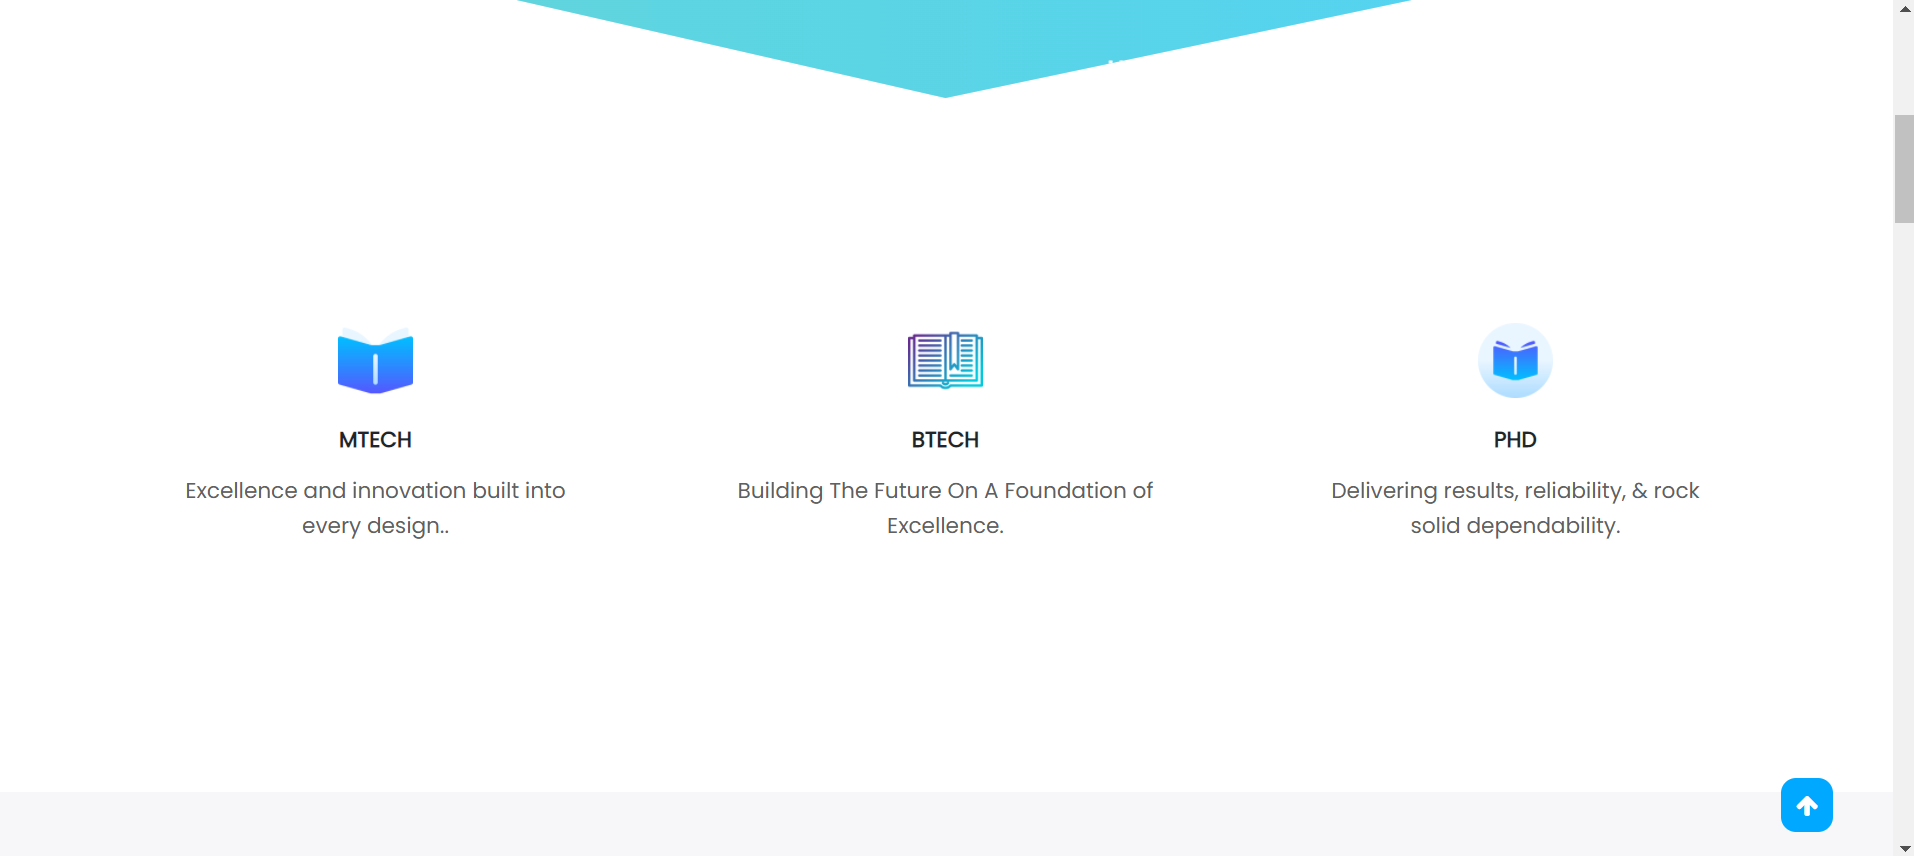 MTECH
Excellence and innovation built into
every design..
BTECH
Building The Future On A Foundation of
Excellence.
PHD
Delivering results, reliability, & rock
solid dependability.